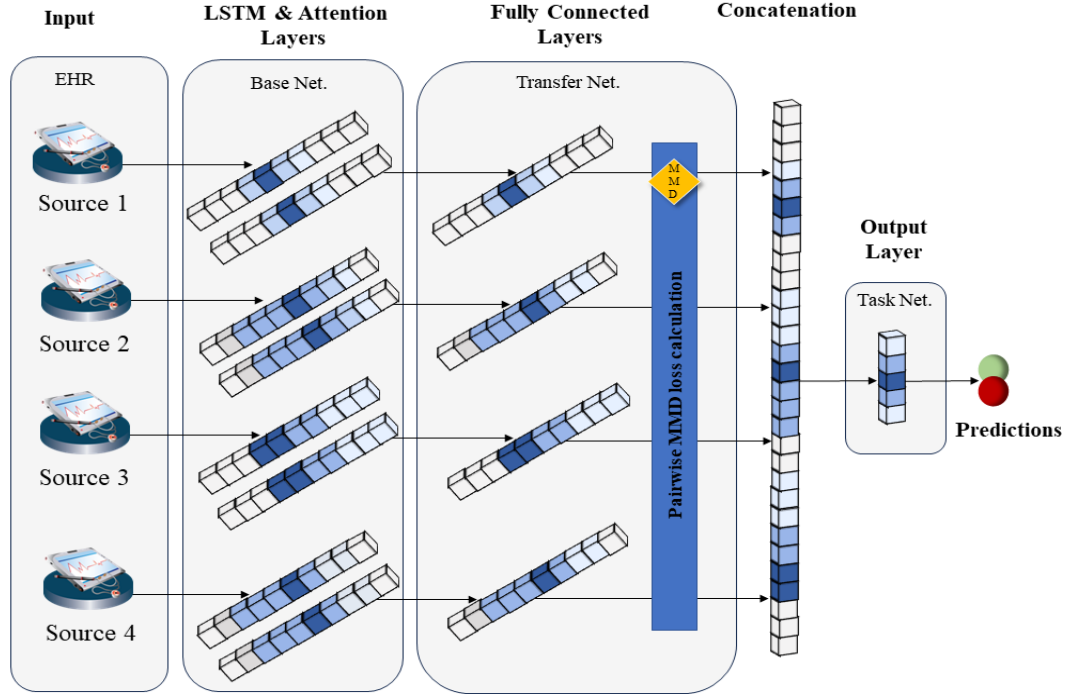 Input
LSTM & Attention
Layers
Fully Connected
Layers
Concatenation
EHR
Base Net.
Transfer Net.
Source 1
Source 2
Source 3
Source 4
M
M
D
Pairwise MMD loss calculation
Output
Layer
Task Net.
Predictions